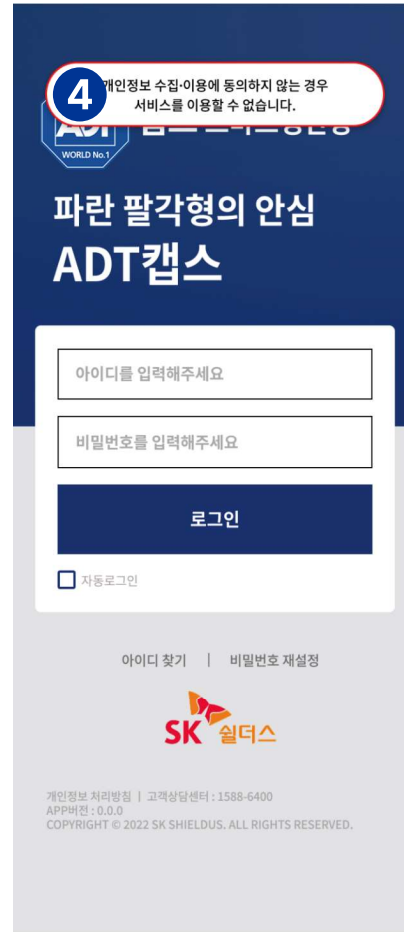 4
개인정보 수집·이용에 동의하지 않는 경우
서비스를 이용할 수 없습니다.
ADT
WORLD No.1
파란 팔각형의 안심
ADT캡스
아이디를 입력해주세요
비밀번호를 입력해주세요
로그인
자동로그인
아이디 찾기 | 비밀번호 재설정
SK 쉴더스
개인정보 처리방침 | 고객상담센터 : 1588-6400
APP버전 : 0.0.0
COPYRIGHT © 2022 SK SHIELDUS. ALL RIGHTS RESERVED.